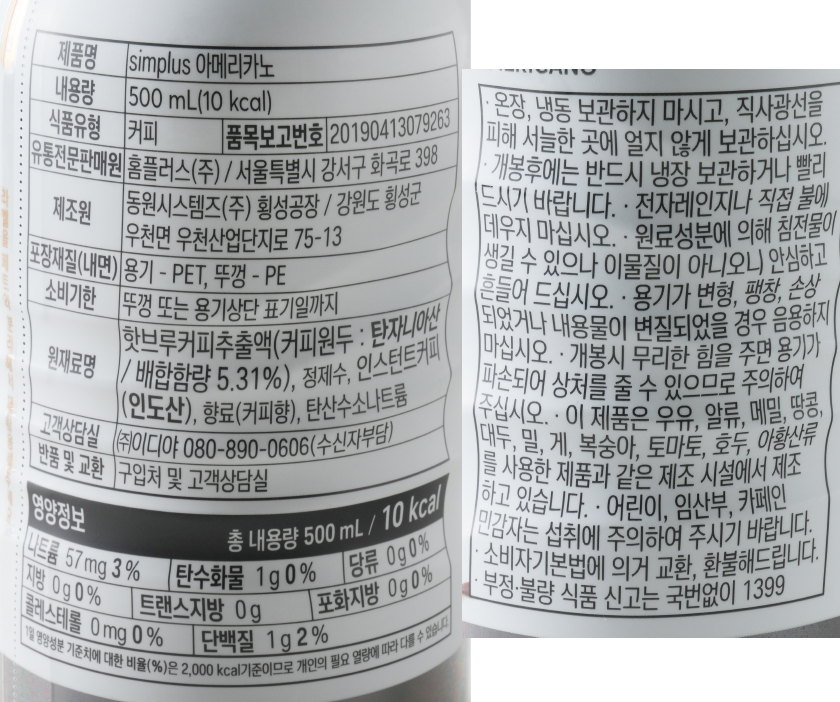 제품명 simplus 아메리카노
내용량 500 mL(10 kcal)
식품유형 커피 품목보고번호 20190413079263
유통전문판매원 홈플러스(주) / 서울특별시 강서구 화곡로 398
제조원 동원시스템즈(주) 횡성공장 / 강원도 횡성군
우천면 우천산업단지로 75-13
포장재질(내면) 용기 - PET, 뚜껑 - PE
소비기한 뚜껑 또는 용기상단 표기일까지
원재료명 핫브루커피추출액(커피원두 : 탄자니아산
/ 배합함량 5.31%), 정제수, 인스턴트커피
(인도산), 향료(커피향), 탄산수소나트륨
고객상담실 ㈜이디야 080-890-0606(수신자부담)
반품 및 교환 구입처 및 고객상담실
영양정보 총 내용량 500 mL / 10 kcal
나트륨 57mg 3% 탄수화물 1g 0% 당류 0g 0%
지방 0g 0% 트랜스지방 0g 포화지방 0g 0%
콜레스테롤 0mg 0% 단백질 1g 2%
1일 영양성분 기준치에 대한 비율(%)은 2,000 kcal기준이므로 개인의 필요 열량에 따라 다를 수 있습니다.
· 온장, 냉동 보관하지 마시고, 직사광선을
피해 서늘한 곳에 얼지 않게 보관하십시오.
· 개봉후에는 반드시 냉장 보관하거나 빨리
드시기 바랍니다. · 전자레인지나 직접 불에
데우지 마십시오. · 원료성분에 의해 침전물이
생길 수 있으나 이물질이 아니오니 안심하고
흔들어 드십시오. · 용기가 변형, 팽창, 손상
되었거나 내용물이 변질되었을 경우 음용하지
마십시오. · 개봉시 무리한 힘을 주면 용기가
파손되어 상처를 줄 수 있으므로 주의하여
주십시오. · 이 제품은 우유, 알류, 메밀, 땅콩,
대두, 밀, 게, 복숭아, 토마토, 호두, 아황산류
를 사용한 제품과 같은 제조 시설에서 제조
하고 있습니다. · 어린이, 임산부, 카페인
민감자는 섭취에 주의하여 주시기 바랍니다.
· 소비자기본법에 의거 교환, 환불해드립니다.
· 부정·불량 식품 신고는 국번없이 1399